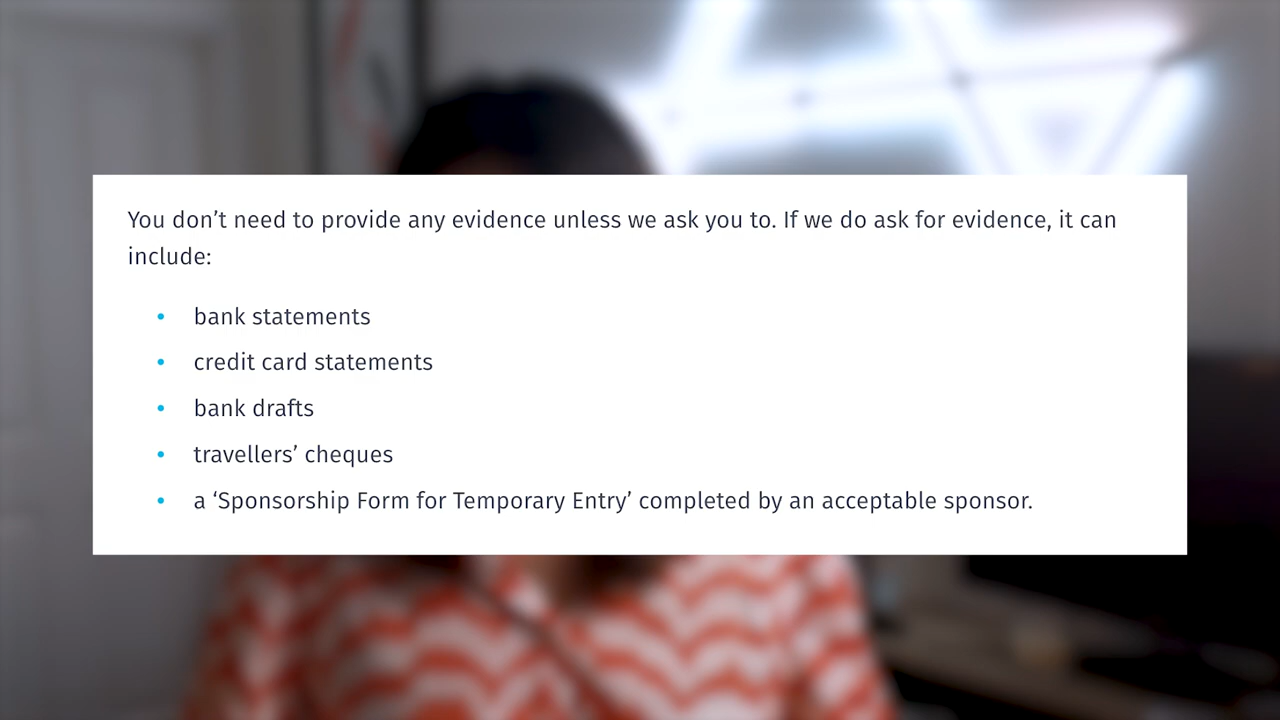 You don’t need to provide any evidence unless we ask you to. If we do ask for evidence, it can
include:
• bank statements
• credit card statements
• bank drafts
• travellers’ cheques
• a ‘Sponsorship Form for Temporary Entry’ completed by an acceptable sponsor.